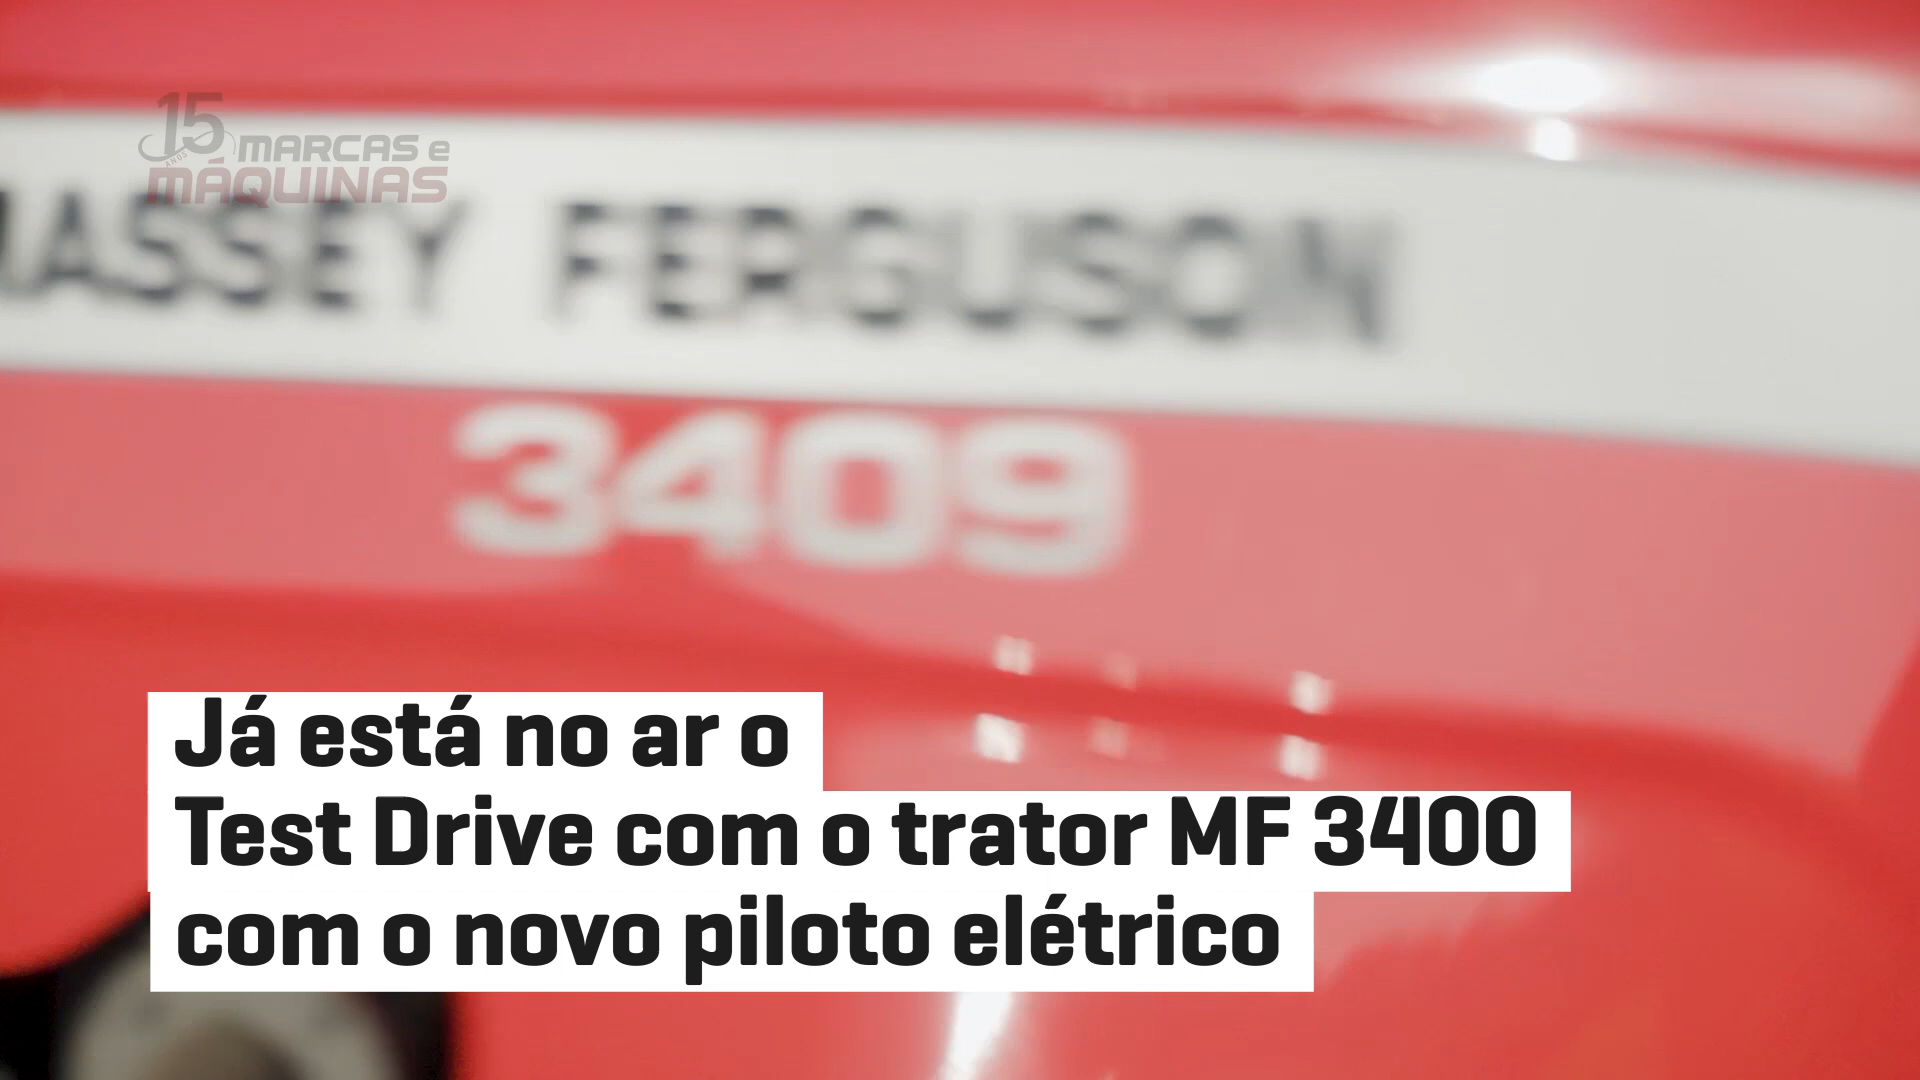 15 ANOS
MARCAS e
MÁQUINAS
MASSEY FERGUSON
3409
Já está no ar o
Test Drive com o trator MF 3400
com o novo piloto elétrico